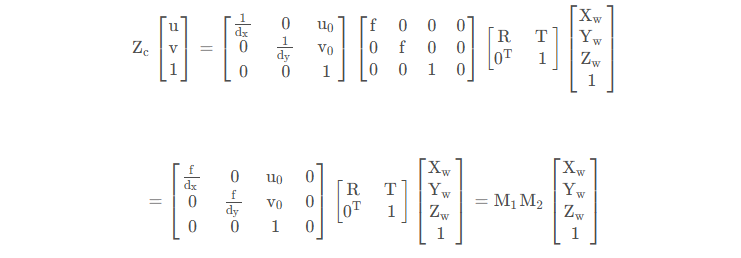 Z_c [u; v; 1] = [1/dx 0 u_0; 0 1/dy v_0; 0 0 1] [f 0 0 0; 0 f 0 0; 0 0 1 0] [R T; 0^T 1] [X_w; Y_w; Z_w; 1]
= [f/dx 0 u_0 0; 0 f/dy v_0 0; 0 0 1 0] [R T; 0^T 1] [X_w; Y_w; Z_w; 1] = M_1 M_2 [X_w; Y_w; Z_w; 1]